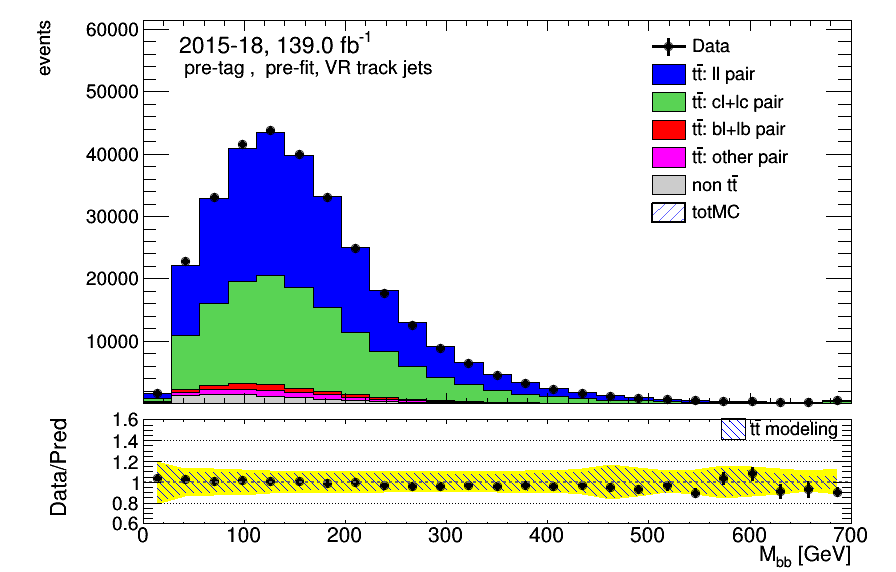 events
60000
50000
40000
30000
20000
10000
2015-18, 139.0 fb⁻¹
pre-tag , pre-fit, VR track jets
Data
tt̄: ll pair
tt̄: cl+lc pair
tt̄: bl+lb pair
tt̄: other pair
non tt̄
totMC
Data/Pred
1.6
1.4
1.2
1
0.8
0.6
tt̄ modeling
0 100 200 300 400 500 600 700
M_bb [GeV]